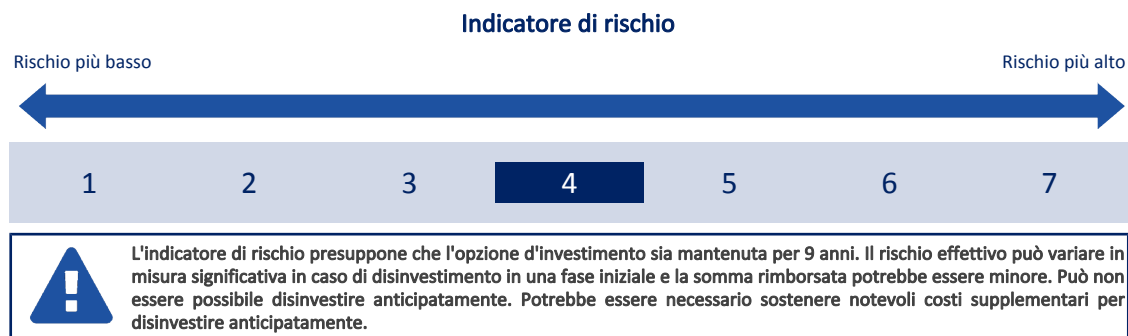 Indicatore di rischio
Rischio più basso
Rischio più alto
1 2 3 4 5 6 7
L'indicatore di rischio presuppone che l'opzione d'investimento sia mantenuta per 9 anni. Il rischio effettivo può variare in
misura significativa in caso di disinvestimento in una fase iniziale e la somma rimborsata potrebbe essere minore. Può non
essere possibile disinvestire anticipatamente. Potrebbe essere necessario sostenere notevoli costi supplementari per
disinvestire anticipatamente.